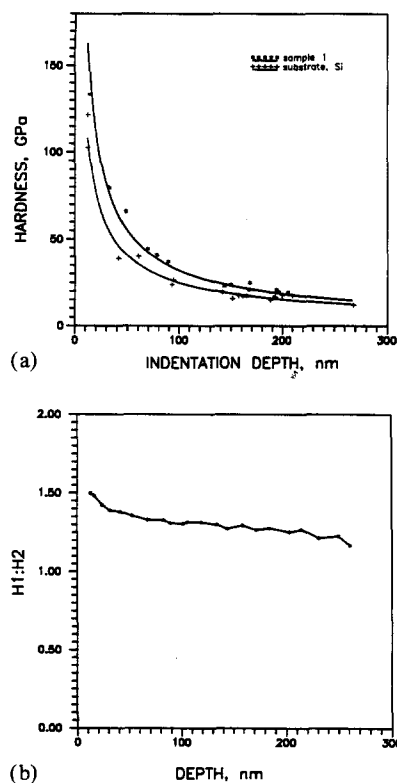 150
100
50
0
HARDNESS, GPa
sample 1
substrate, Si
0 100 200 300
(a) INDENTATION DEPTH, nm
2.00
1.50
1.00
0.50
0.00
H1:H2
0 100 200 300
(b) DEPTH, nm